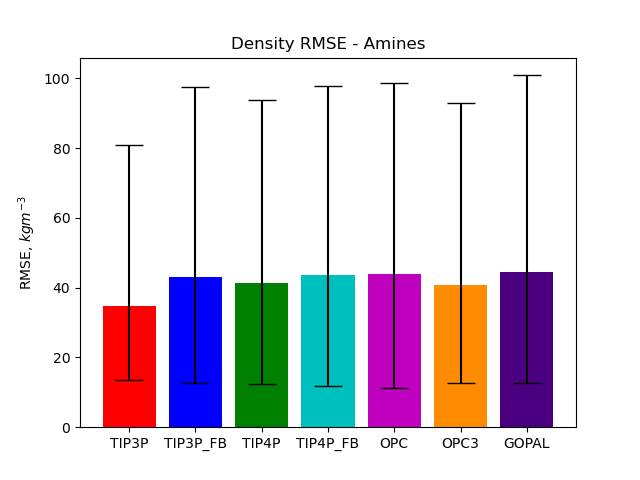 Density RMSE - Amines
RMSE, kgm⁻³
100
80
60
40
20
0
TIP3P TIP3P_FB TIP4P TIP4P_FB OPC OPC3 GOPAL